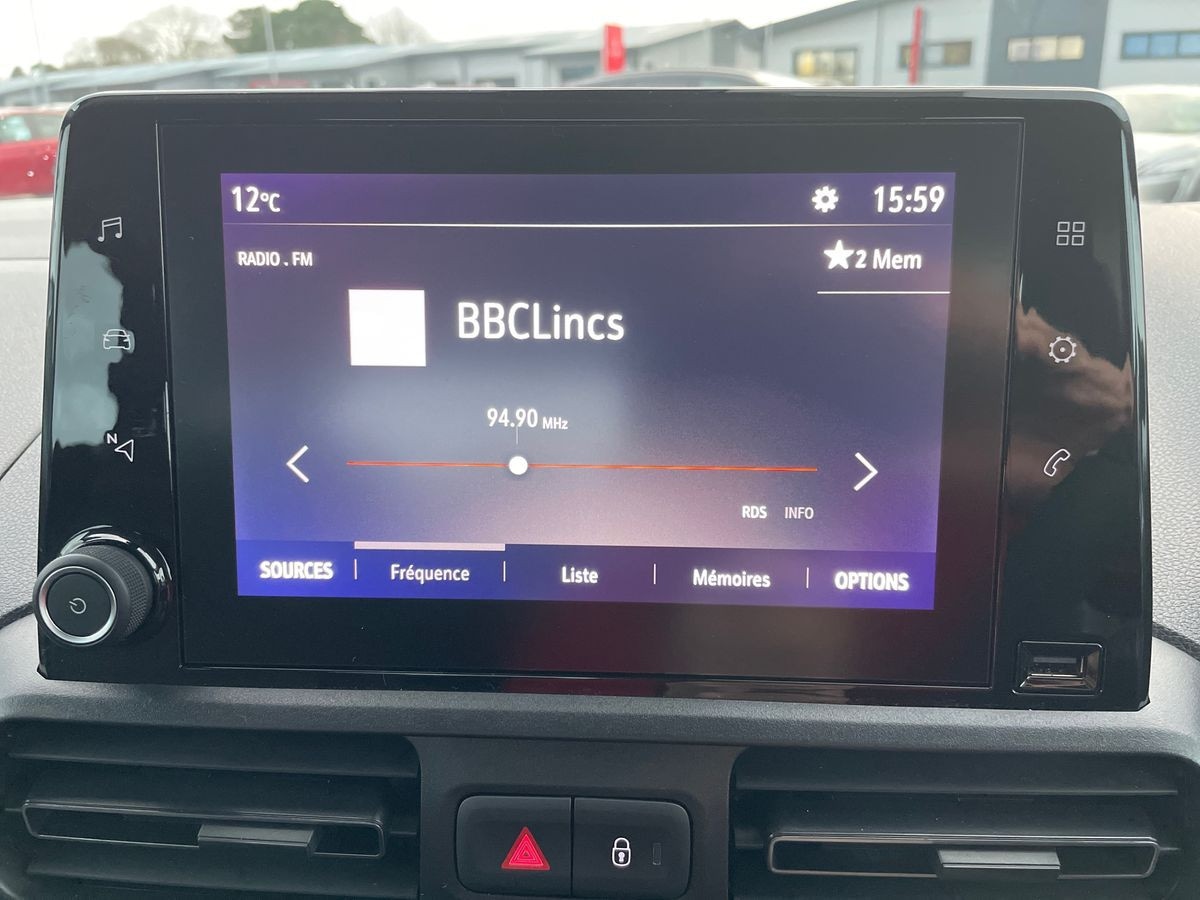 12°C
15:59
RADIO . FM
★2 Mem
BBCLincs
94.90 MHz
N
RDS INFO
SOURCES
Fréquence
Liste
Mémoires
OPTIONS